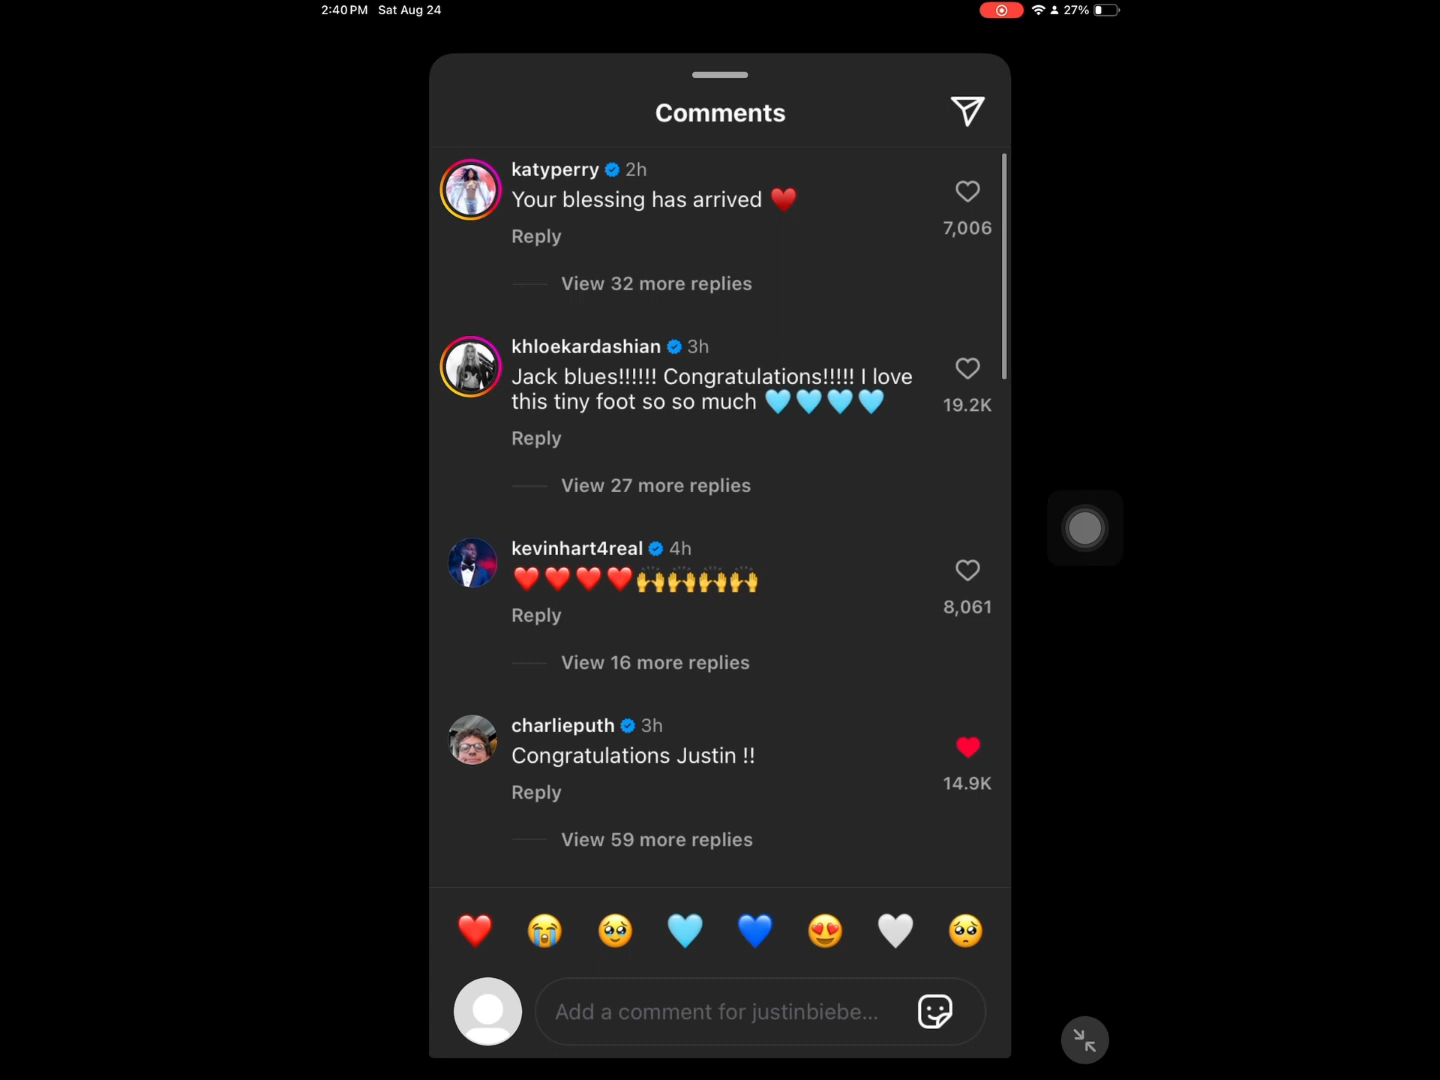 2:40 PM Sat Aug 24
27%
Comments
katyperry 2h
Your blessing has arrived ♥️
7,006
Reply
View 32 more replies
khloekardashian 3h
Jack blues!!!!!! Congratulations!!!!! I love
this tiny foot so so much 🩵🩵🩵🩵
19.2K
Reply
View 27 more replies
kevinhart4real 4h
❤️❤️❤️❤️🙌🙌🙌🙌
8,061
Reply
View 16 more replies
charlieputh 3h
Congratulations Justin !!
14.9K
Reply
View 59 more replies
❤️ 😭 🥹 🩵 💙 😍 🤍 🥺
Add a comment for justinbiebe...